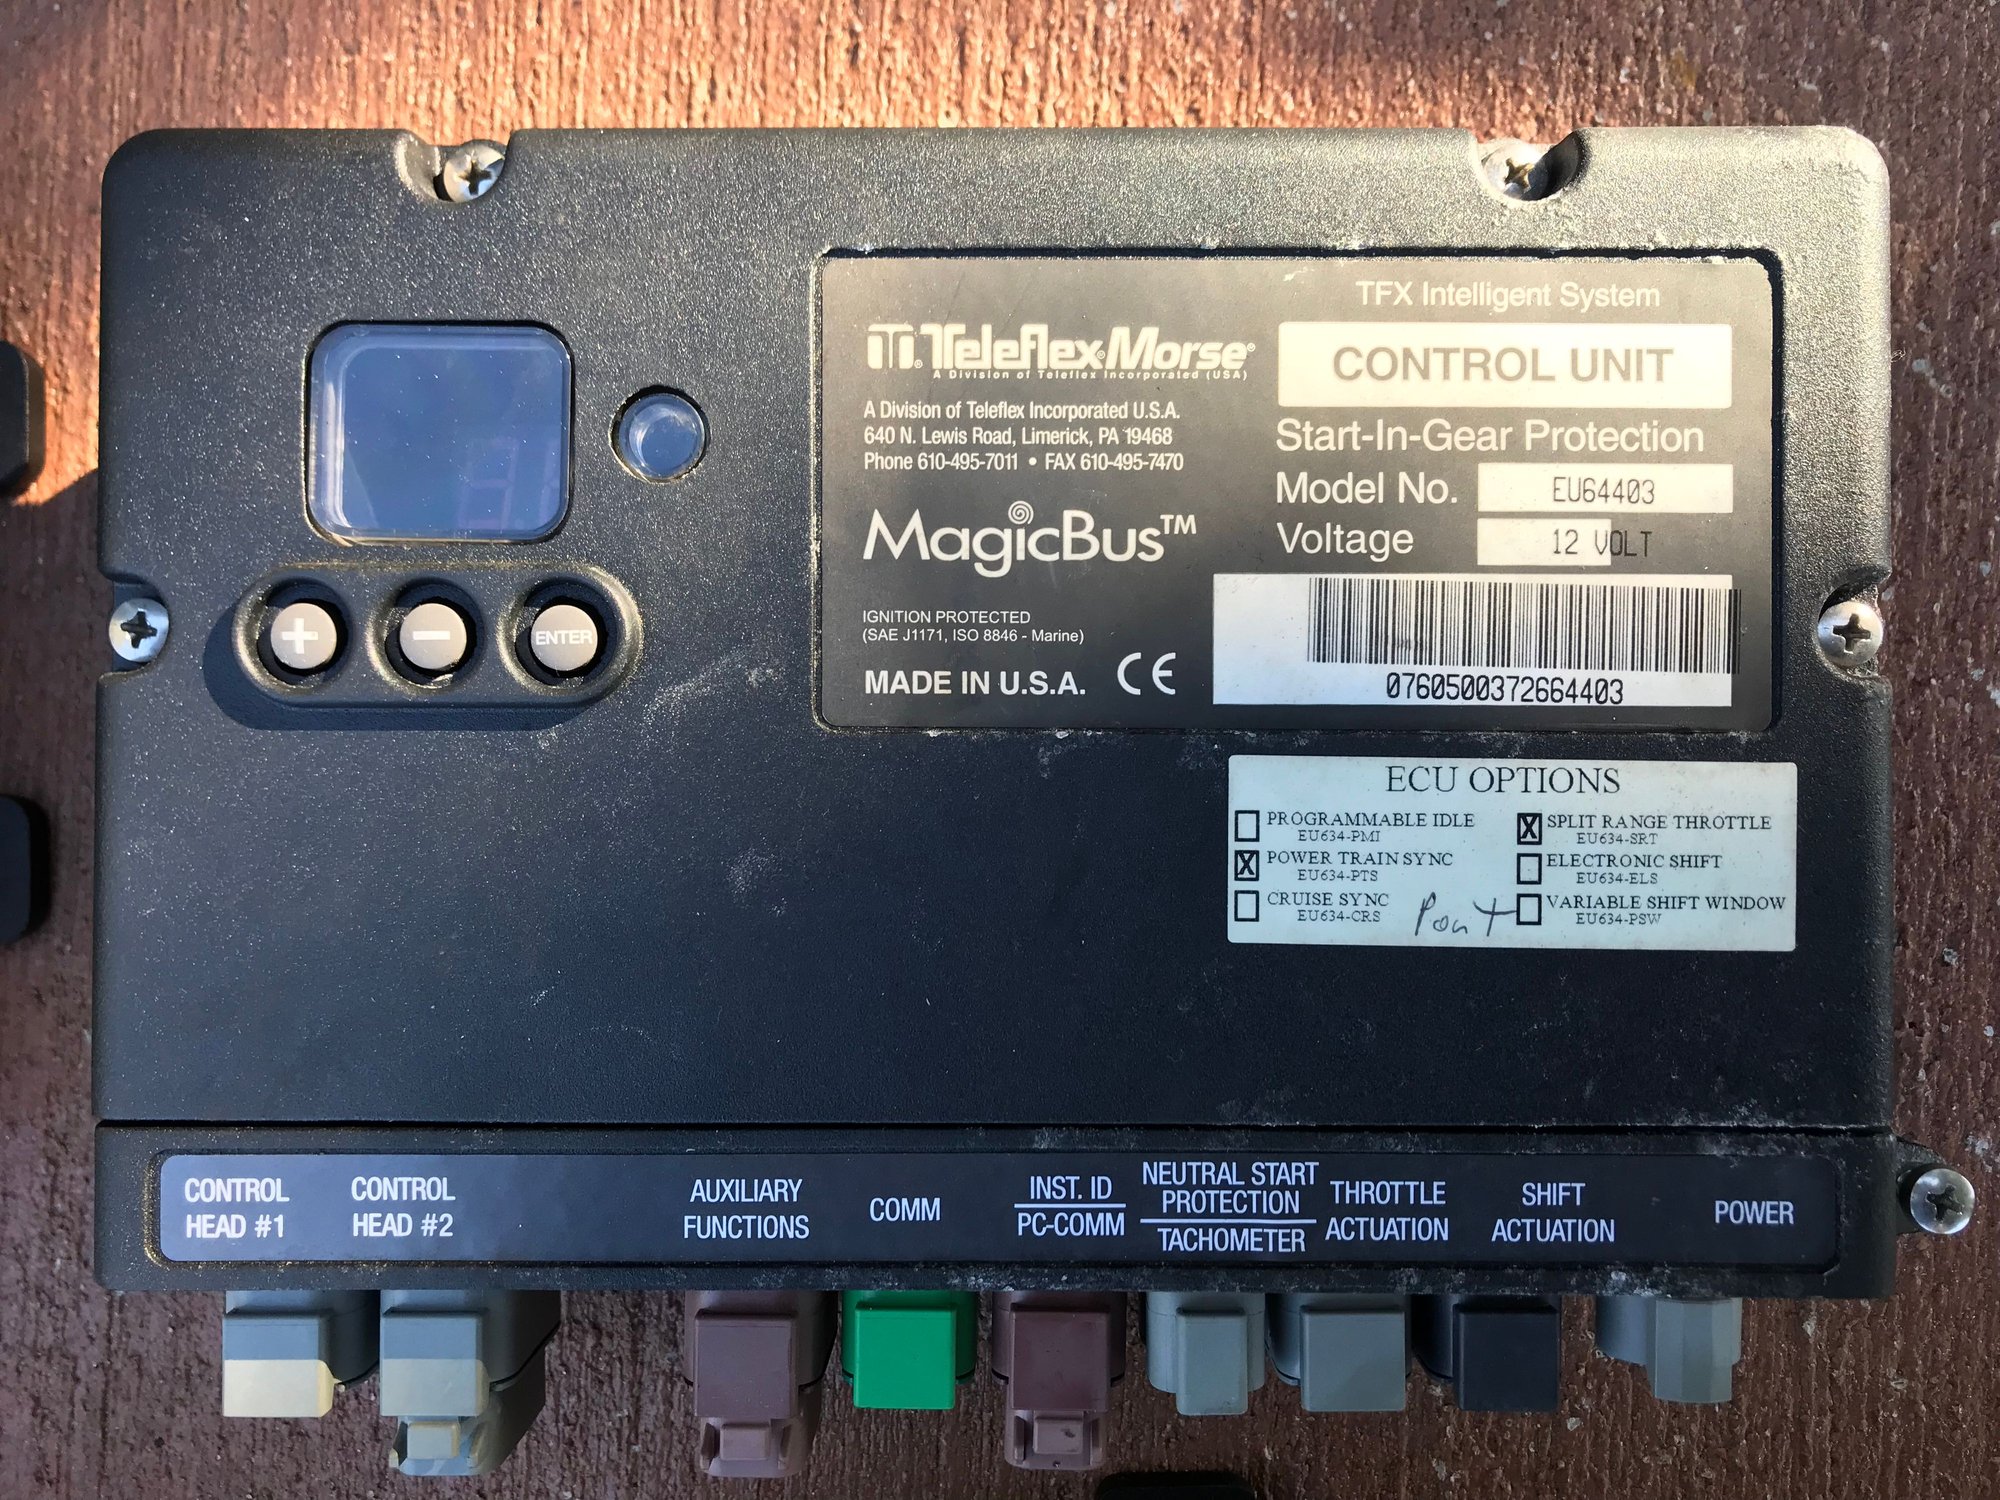 TFX Intelligent System
Teleflex® Morse®
A Division of Teleflex Incorporated (USA)
CONTROL UNIT
A Division of Teleflex Incorporated U.S.A.
640 N. Lewis Road, Limerick, PA 19468
Phone 610-495-7011 • FAX 610-495-7470
Start-In-Gear Protection
Model No. EU64403
Voltage 12 VOLT
MagicBus™
IGNITION PROTECTED
(SAE J1171, ISO 8846 - Marine)
MADE IN U.S.A. CE
0760500372664403
+ − ENTER
ECU OPTIONS
PROGRAMMABLE IDLE
EU634-PMI
X POWER TRAIN SYNC
EU634-PTS
CRUISE SYNC
EU634-CRS
X SPLIT RANGE THROTTLE
EU634-SRT
ELECTRONIC SHIFT
EU634-ELS
VARIABLE SHIFT WINDOW
EU634-PSW
Port
CONTROL
HEAD #1
CONTROL
HEAD #2
AUXILIARY
FUNCTIONS
COMM
INST. ID
PC-COMM
NEUTRAL START
PROTECTION
TACHOMETER
THROTTLE
ACTUATION
SHIFT
ACTUATION
POWER